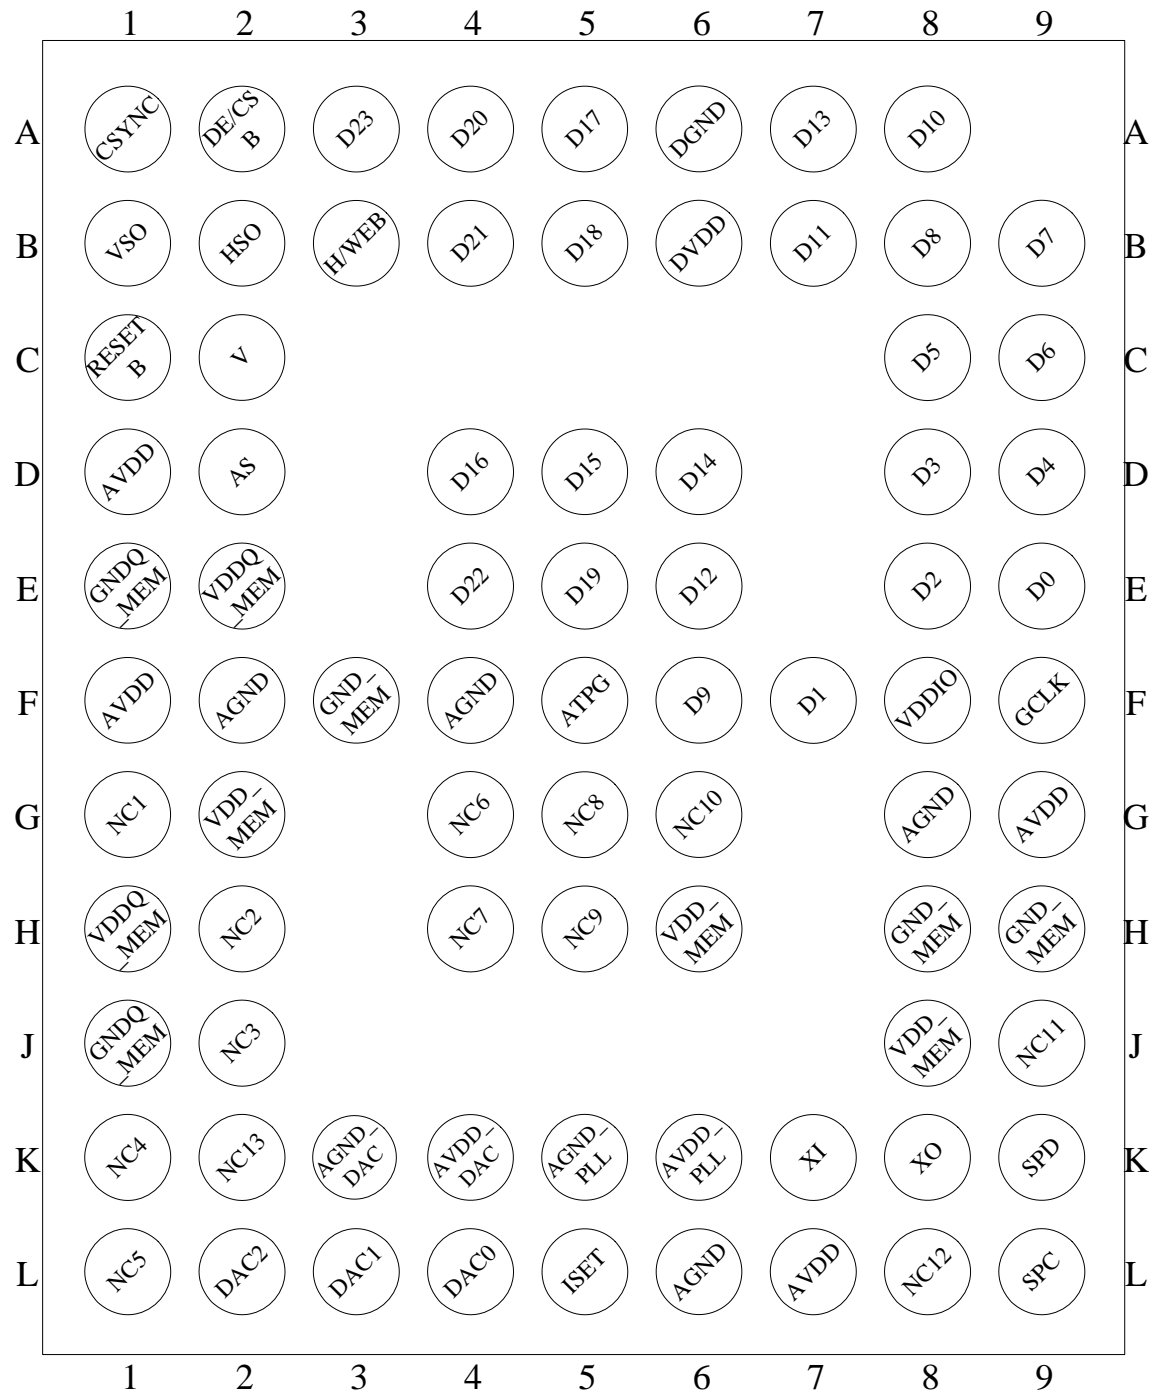 1 2 3 4 5 6 7 8 9
A CSYNC DE/CS B D23 D20 D17 DGND D13 D10 A
B VSO HSO H/WEB D21 D18 DVDD D11 D8 D7 B
C RESET B V D5 D6 C
D AVDD AS D16 D15 D14 D3 D4 D
E GNDQ _MEM VDDQ _MEM D22 D19 D12 D2 D0 E
F AVDD AGND GND_ MEM AGND ATPG D9 D1 VDDIO GCLK F
G NC1 VDD_ MEM NC6 NC8 NC10 AGND AVDD G
H VDDQ _MEM NC2 NC7 NC9 VDD_ MEM GND_ MEM GND_ MEM H
J GNDQ _MEM NC3 VDD_ MEM NC11 J
K NC4 NC13 AGND_ DAC AVDD_ DAC AGND_ PLL AVDD_ PLL XI XO SPD K
L NC5 DAC2 DAC1 DAC0 ISET AGND AVDD NC12 SPC L
1 2 3 4 5 6 7 8 9